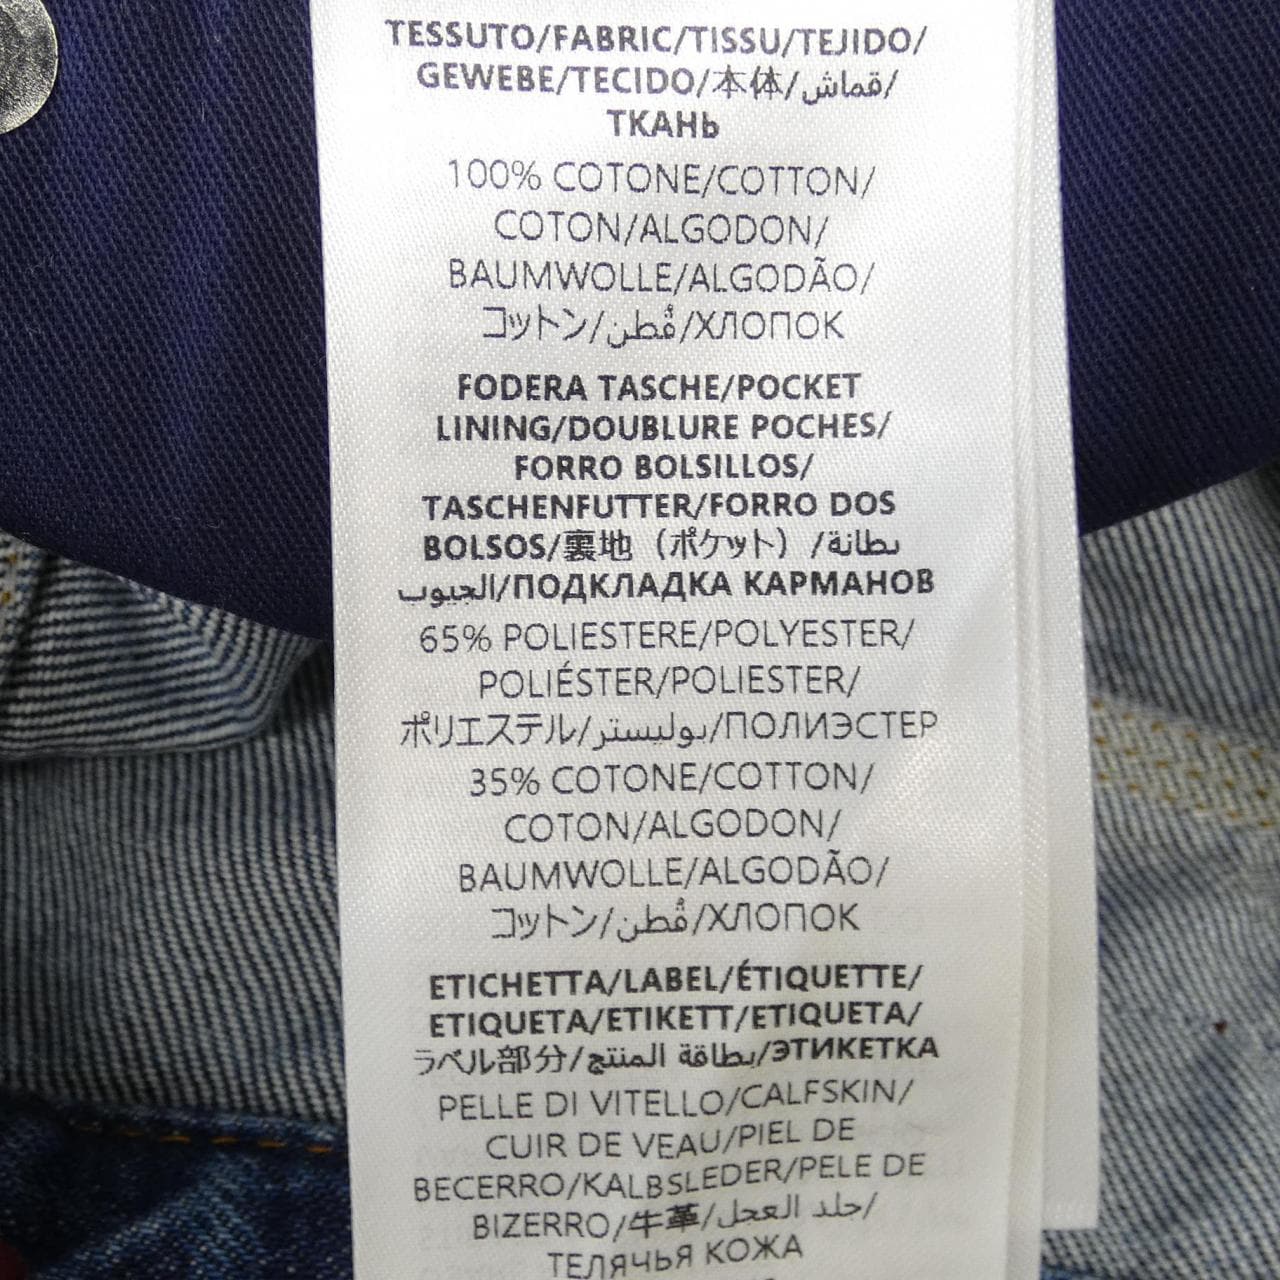 TESSUTO/FABRIC/TISSU/TEJIDO/
GEWEBE/TECIDO/本体/قماش/
ТКАНЬ
100% COTONE/COTTON/
COTON/ALGODON/
BAUMWOLLE/ALGODÃO/
コットン/قُطن/ХЛОПОК
FODERA TASCHE/POCKET
LINING/DOUBLURE POCHES/
FORRO BOLSILLOS/
TASCHENFUTTER/FORRO DOS
BOLSOS/裏地（ポケット）/بطانة
الجيوب/ПОДКЛАДКА КАРМАНОВ
65% POLIESTERE/POLYESTER/
POLIÉSTER/POLIESTER/
ポリエステル/بوليستر/ПОЛИЭСТЕР
35% COTONE/COTTON/
COTON/ALGODON/
BAUMWOLLE/ALGODÃO/
コットン/قُطن/ХЛОПОК
ETICHETTA/LABEL/ÉTIQUETTE/
ETIQUETA/ETIKETT/ETIQUETA/
ラベル部分/بطاقة المنتج/ЭТИКЕТКА
PELLE DI VITELLO/CALFSKIN/
CUIR DE VEAU/PIEL DE
BECERRO/KALBSLEDER/PELE DE
BIZERRO/牛革/جلد العجل/
ТЕЛЯЧЬЯ КОЖА